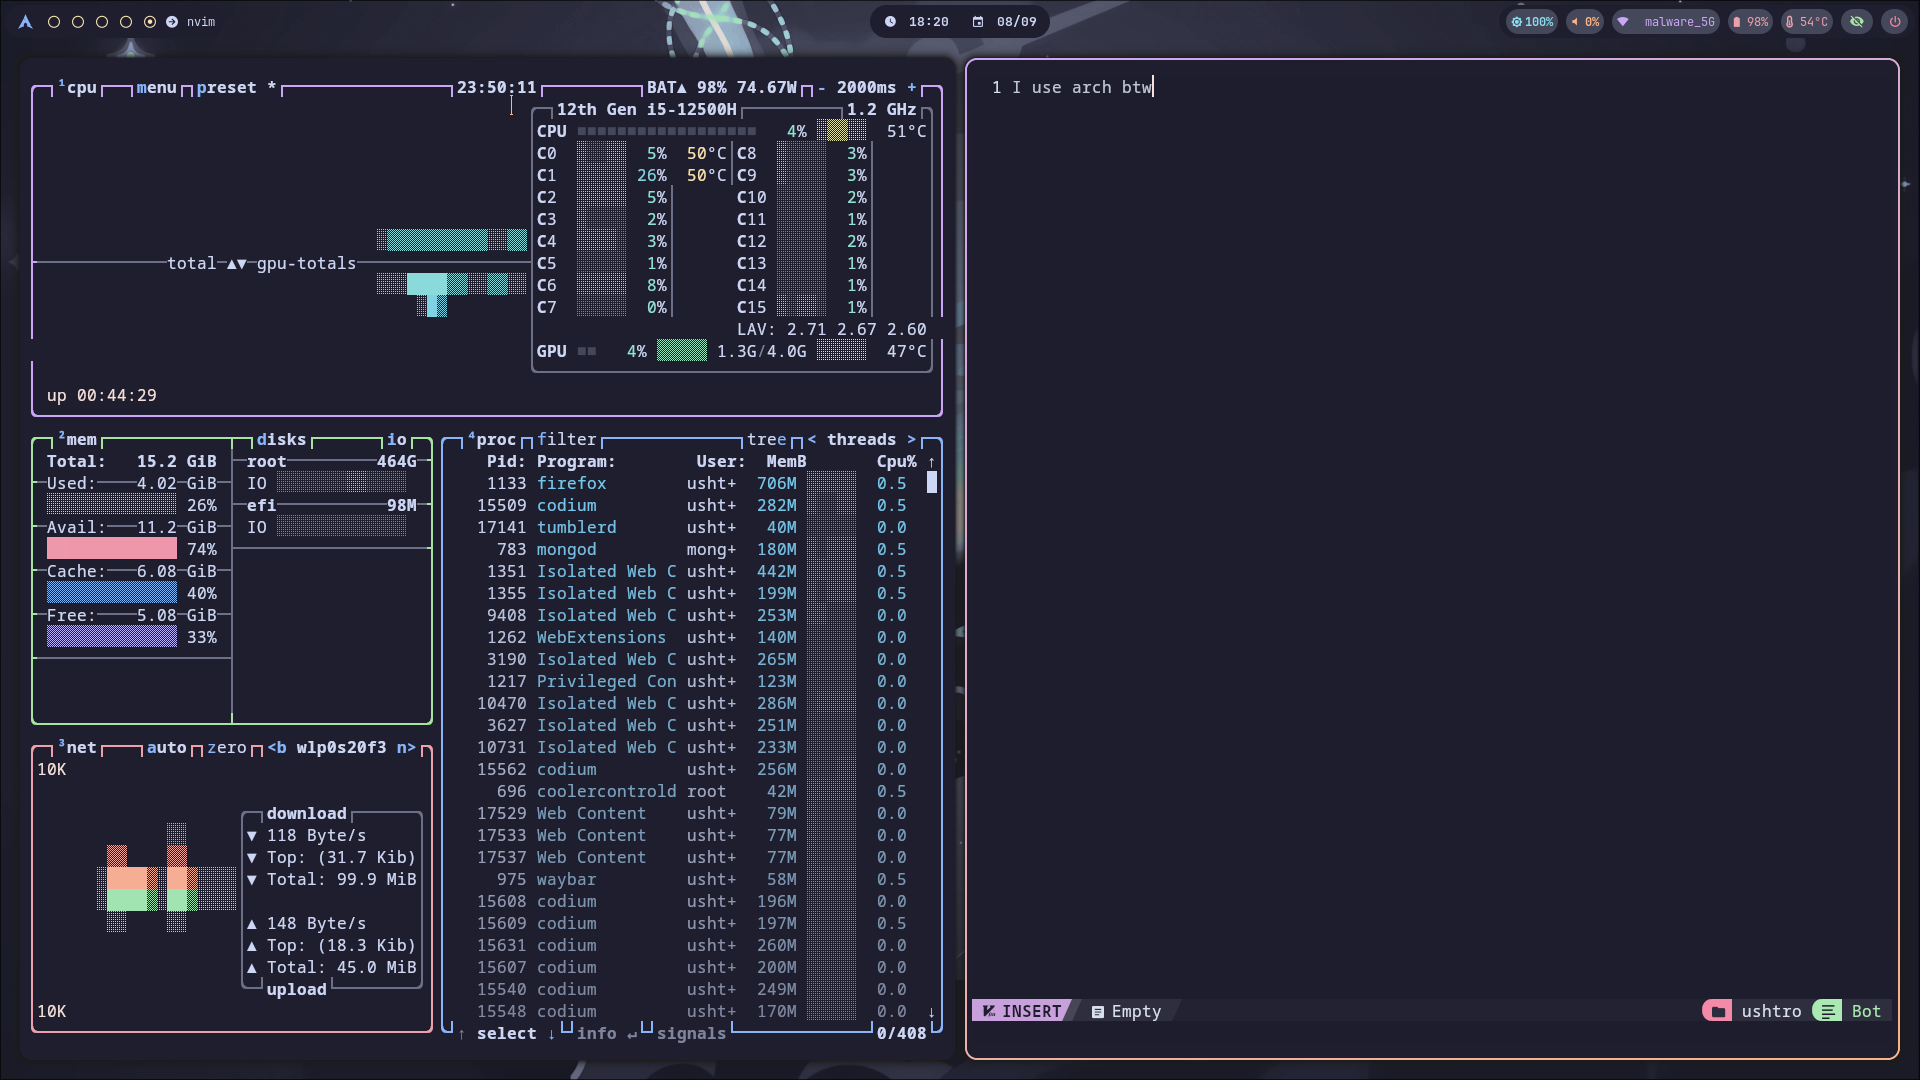 nvim
18:20 08/09
100% 0% malware_5G 98% 54°C
¹cpu menu preset * 23:50:11 BAT▲ 98% 74.67W - 2000ms +
12th Gen i5-12500H 1.2 GHz
CPU 4% 51°C
C0 5% 50°C C8 3%
C1 26% 50°C C9 3%
C2 5% C10 2%
C3 2% C11 1%
C4 3% C12 2%
C5 1% C13 1%
C6 8% C14 1%
C7 0% C15 1%
total ▲▼ gpu-totals
LAV: 2.71 2.67 2.60
GPU 4% 1.3G/4.0G 47°C
up 00:44:29
²mem disks io
Total: 15.2 GiB
Used: 4.02 GiB
26%
Avail: 11.2 GiB
74%
Cache: 6.08 GiB
40%
Free: 5.08 GiB
33%
root 464G
IO
efi 98M
IO
³net auto zero <b wlp0s20f3 n>
10K
download
▼ 118 Byte/s
▼ Top: (31.7 Kib)
▼ Total: 99.9 MiB
▲ 148 Byte/s
▲ Top: (18.3 Kib)
▲ Total: 45.0 MiB
upload
10K
⁴proc filter tree < threads >
Pid: Program: User: MemB Cpu% ↑
1133 firefox usht+ 706M 0.5
15509 codium usht+ 282M 0.5
17141 tumblerd usht+ 40M 0.0
783 mongod mong+ 180M 0.5
1351 Isolated Web C usht+ 442M 0.5
1355 Isolated Web C usht+ 199M 0.5
9408 Isolated Web C usht+ 253M 0.0
1262 WebExtensions usht+ 140M 0.0
3190 Isolated Web C usht+ 265M 0.0
1217 Privileged Con usht+ 123M 0.0
10470 Isolated Web C usht+ 286M 0.0
3627 Isolated Web C usht+ 251M 0.0
10731 Isolated Web C usht+ 233M 0.0
15562 codium usht+ 256M 0.0
696 coolercontrold root 42M 0.5
17529 Web Content usht+ 79M 0.0
17533 Web Content usht+ 77M 0.0
17537 Web Content usht+ 77M 0.0
975 waybar usht+ 58M 0.5
15608 codium usht+ 196M 0.0
15609 codium usht+ 197M 0.5
15631 codium usht+ 260M 0.0
15607 codium usht+ 200M 0.0
15540 codium usht+ 249M 0.0
15548 codium usht+ 170M 0.0 ↓
↑ select ↓ info ↵ signals 0/408
1 I use arch btw
INSERT Empty ushtro Bot